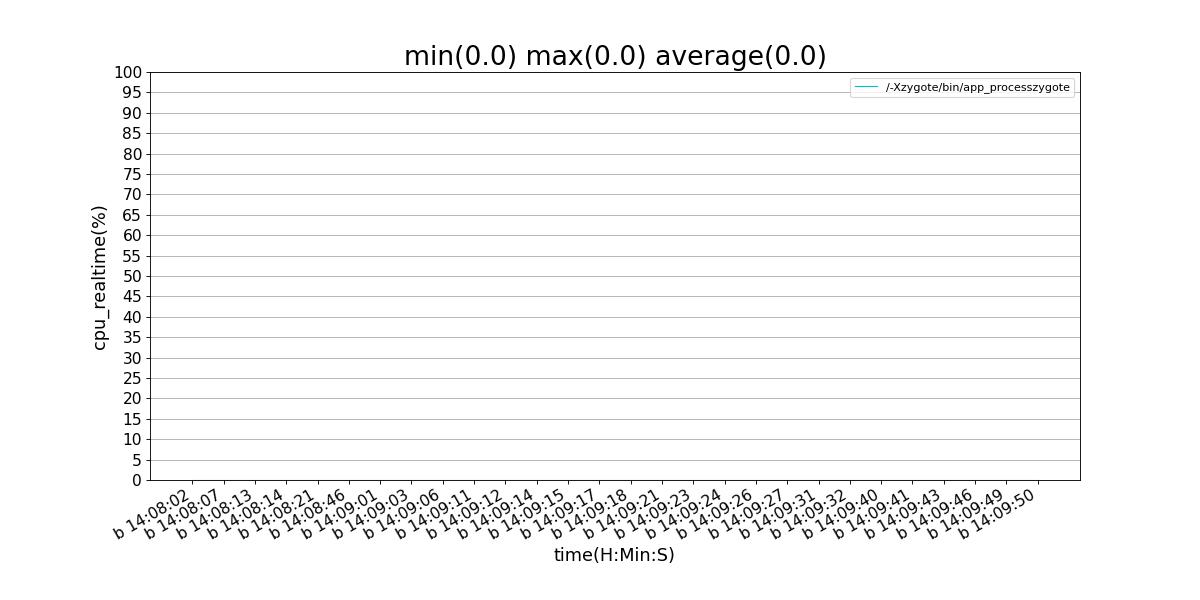 min(0.0) max(0.0) average(0.0)
/-Xzygote/bin/app_processzygote
cpu_realtime(%)
100
95
90
85
80
75
70
65
60
55
50
45
40
35
30
25
20
15
10
5
0
b 14:08:02
b 14:08:07
b 14:08:13
b 14:08:14
b 14:08:21
b 14:08:46
b 14:09:01
b 14:09:03
b 14:09:06
b 14:09:11
b 14:09:12
b 14:09:14
b 14:09:15
b 14:09:17
b 14:09:18
b 14:09:21
b 14:09:23
b 14:09:24
b 14:09:26
b 14:09:27
b 14:09:31
b 14:09:32
b 14:09:40
b 14:09:41
b 14:09:43
b 14:09:46
b 14:09:49
b 14:09:50
time(H:Min:S)